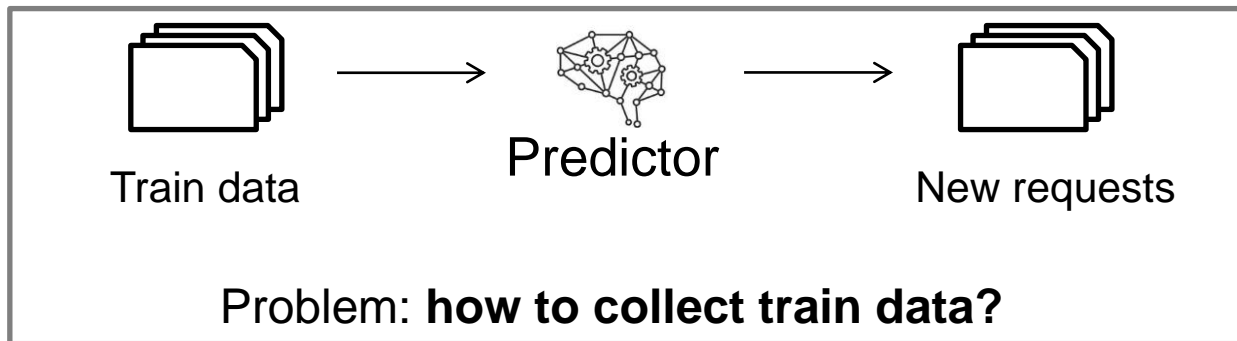 Predictor
Train data
New requests
Problem: how to collect train data?